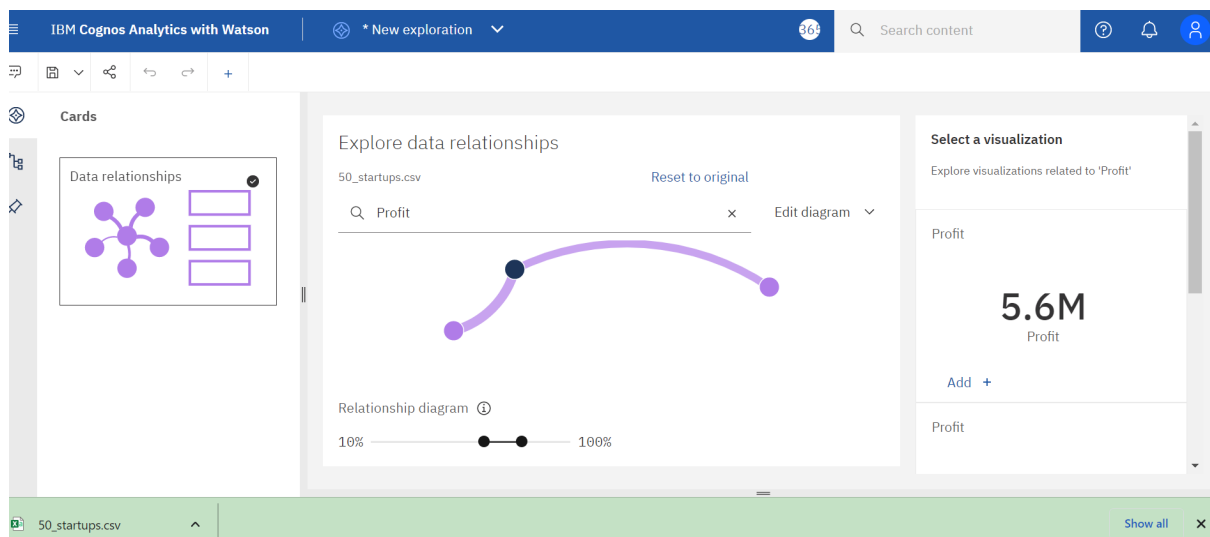 IBM Cognos Analytics with Watson
* New exploration
365
Search content
Cards
Data relationships
Explore data relationships
50_startups.csv
Reset to original
Profit
Edit diagram
Relationship diagram
10%
100%
Select a visualization
Explore visualizations related to 'Profit'
Profit
5.6M
Profit
Add +
Profit
50_startups.csv
Show all